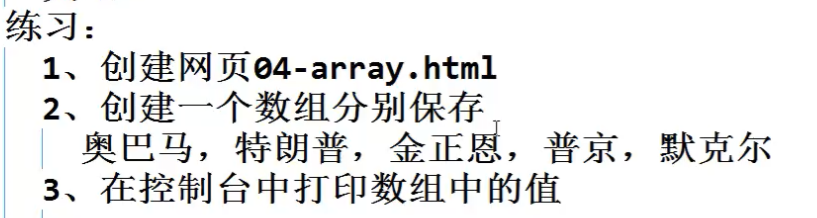 练习：
1、创建网页04-array.html
2、创建一个数组分别保存
奥巴马，特朗普，金正恩，普京，默克尔
3、在控制台中打印数组中的值